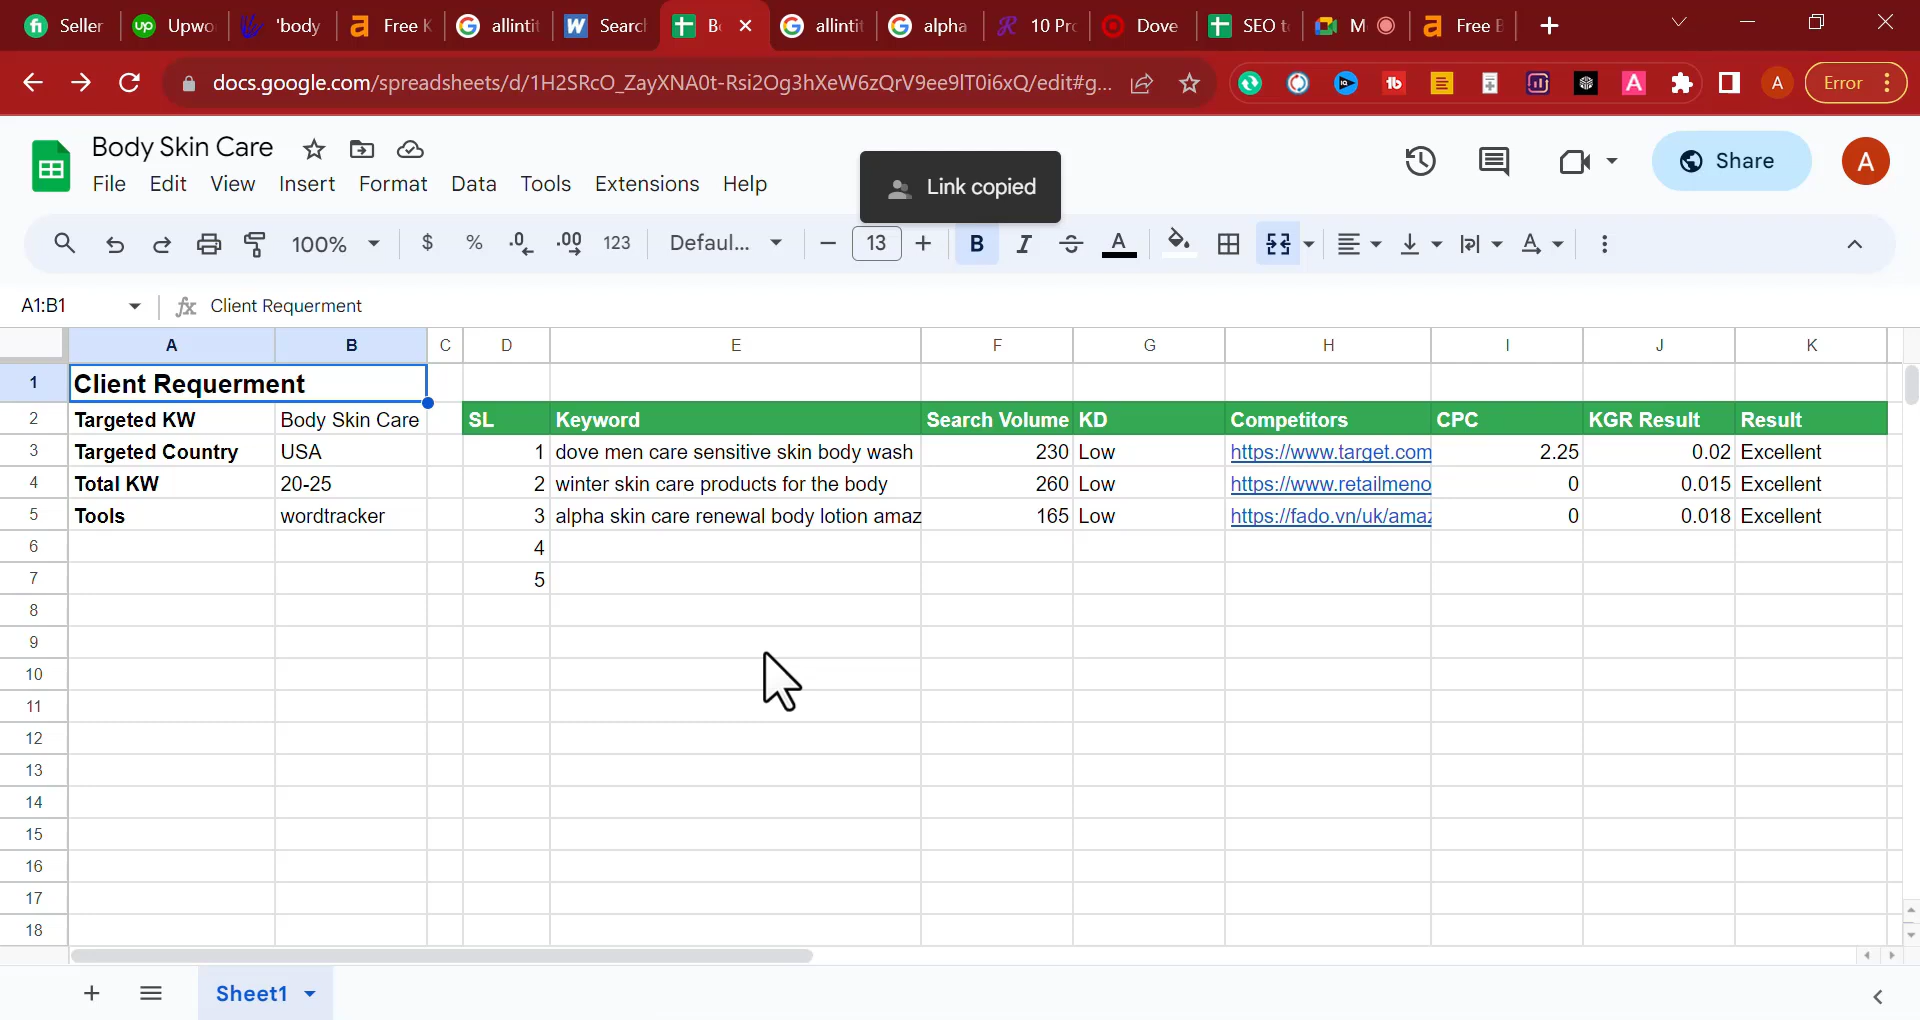 Seller
Upwo
'body
Free K
allintit
Search
Bo
allintit
alpha
10 Pro
Dove
SEO t
M
Free B
docs.google.com/spreadsheets/d/1H2SRcO_ZayXNA0t-Rsi2Og3hXeW6zQrV9ee9lT0i6xQ/edit#g...
A
Error
Body Skin Care
File Edit View Insert Format Data Tools Extensions Help
Link copied
Share
A
100%
$ % .0 .00 123
Defaul...
13
B I A
A1:B1
fx Client Requerment
A B C D E F G H I J K
1 Client Requerment
2 Targeted KW Body Skin Care SL Keyword Search Volume KD Competitors CPC KGR Result Result
3 Targeted Country USA 1 dove men care sensitive skin body wash 230 Low https://www.target.com 2.25 0.02 Excellent
4 Total KW 20-25 2 winter skin care products for the body 260 Low https://www.retailmeno 0 0.015 Excellent
5 Tools wordtracker 3 alpha skin care renewal body lotion amaz 165 Low https://fado.vn/uk/amaz 0 0.018 Excellent
6 4
7 5
8
9
10
11
12
13
14
15
16
17
18
Sheet1